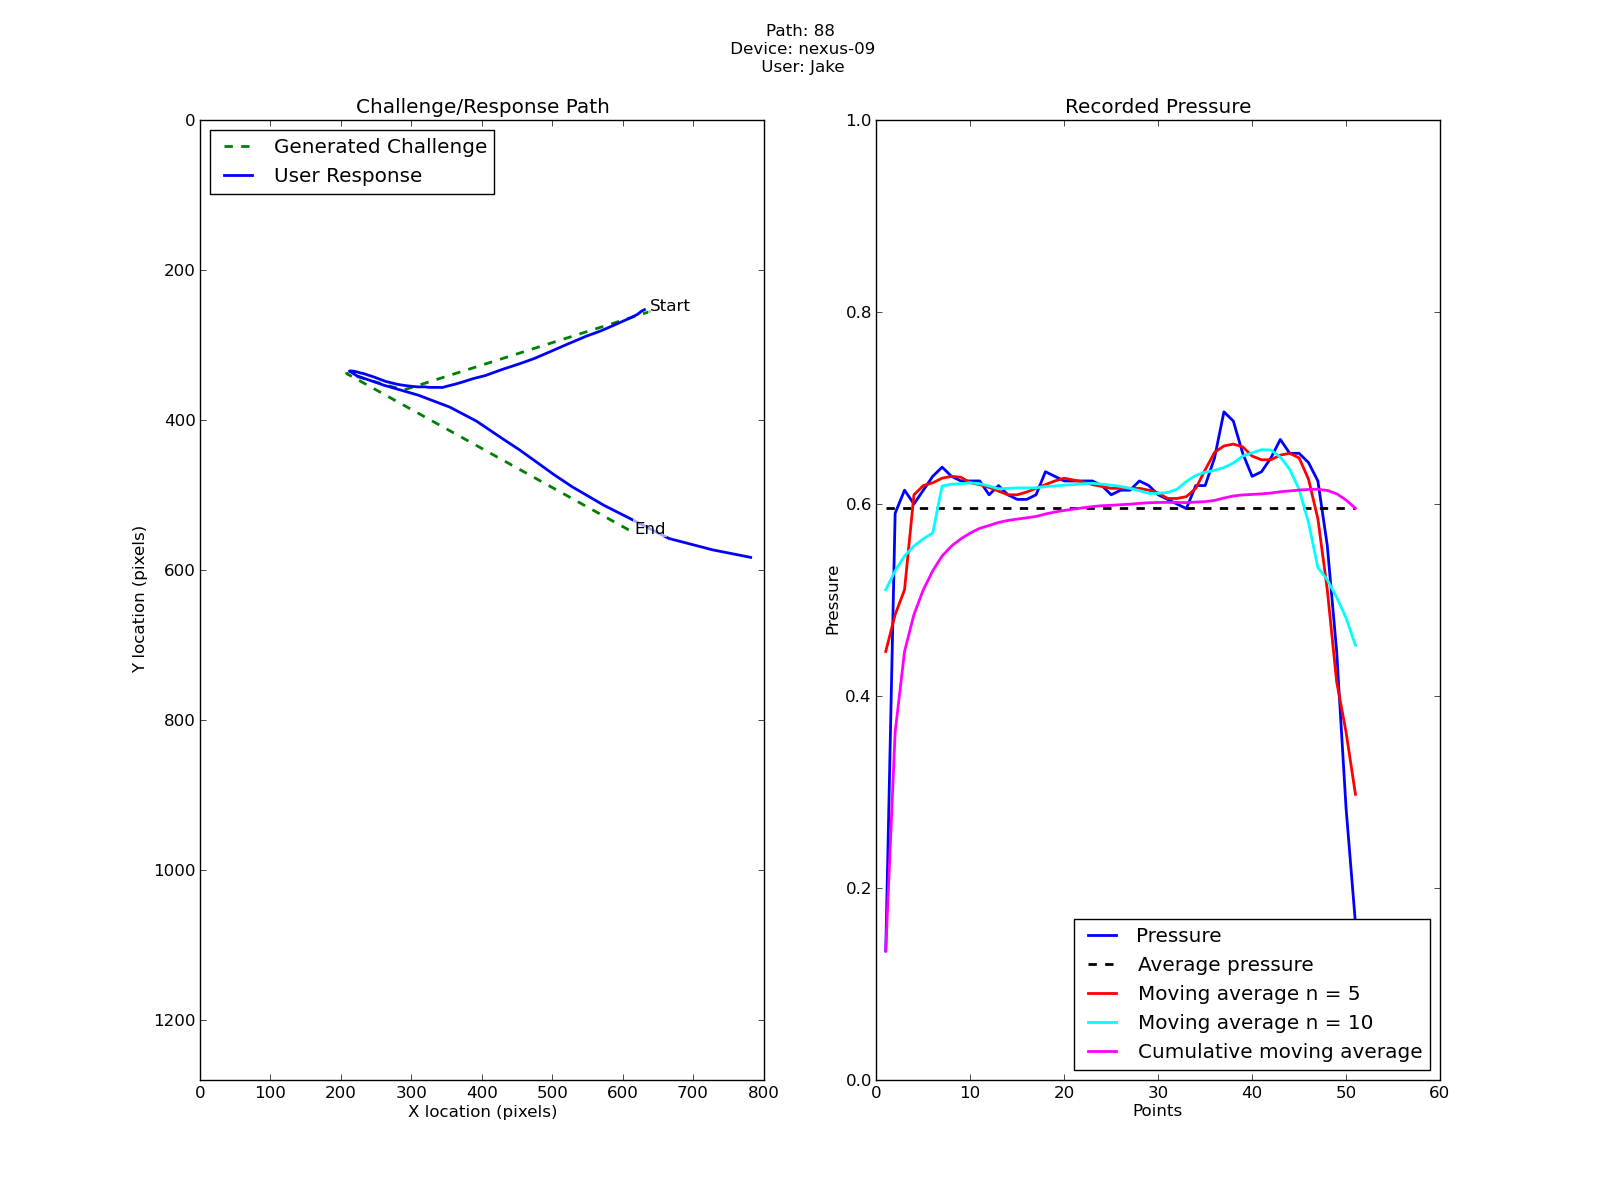 Path: 88
Device: nexus-09
User: Jake
Challenge/Response Path
Generated Challenge
User Response
Start
End
0
200
400
600
800
1000
1200
Y location (pixels)
0 100 200 300 400 500 600 700 800
X location (pixels)
Recorded Pressure
1.0
0.8
0.6
0.4
0.2
0.0
Pressure
Pressure
Average pressure
Moving average n = 5
Moving average n = 10
Cumulative moving average
0 10 20 30 40 50 60
Points